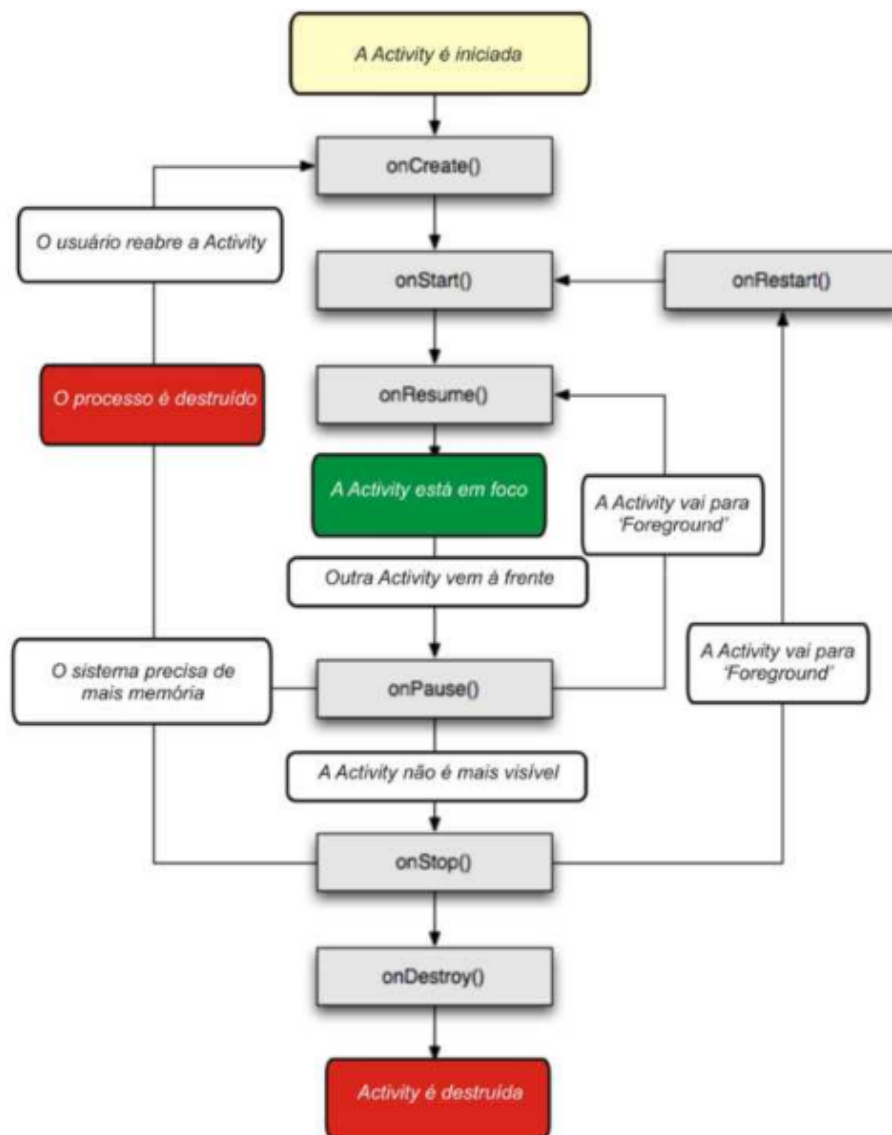 A Activity é iniciada
onCreate()
O usuário reabre a Activity
onStart()
onRestart()
O processo é destruído
onResume()
A Activity está em foco
A Activity vai para
'Foreground'
Outra Activity vem à frente
O sistema precisa de
mais memória
onPause()
A Activity vai para
'Foreground'
A Activity não é mais visível
onStop()
onDestroy()
Activity é destruída